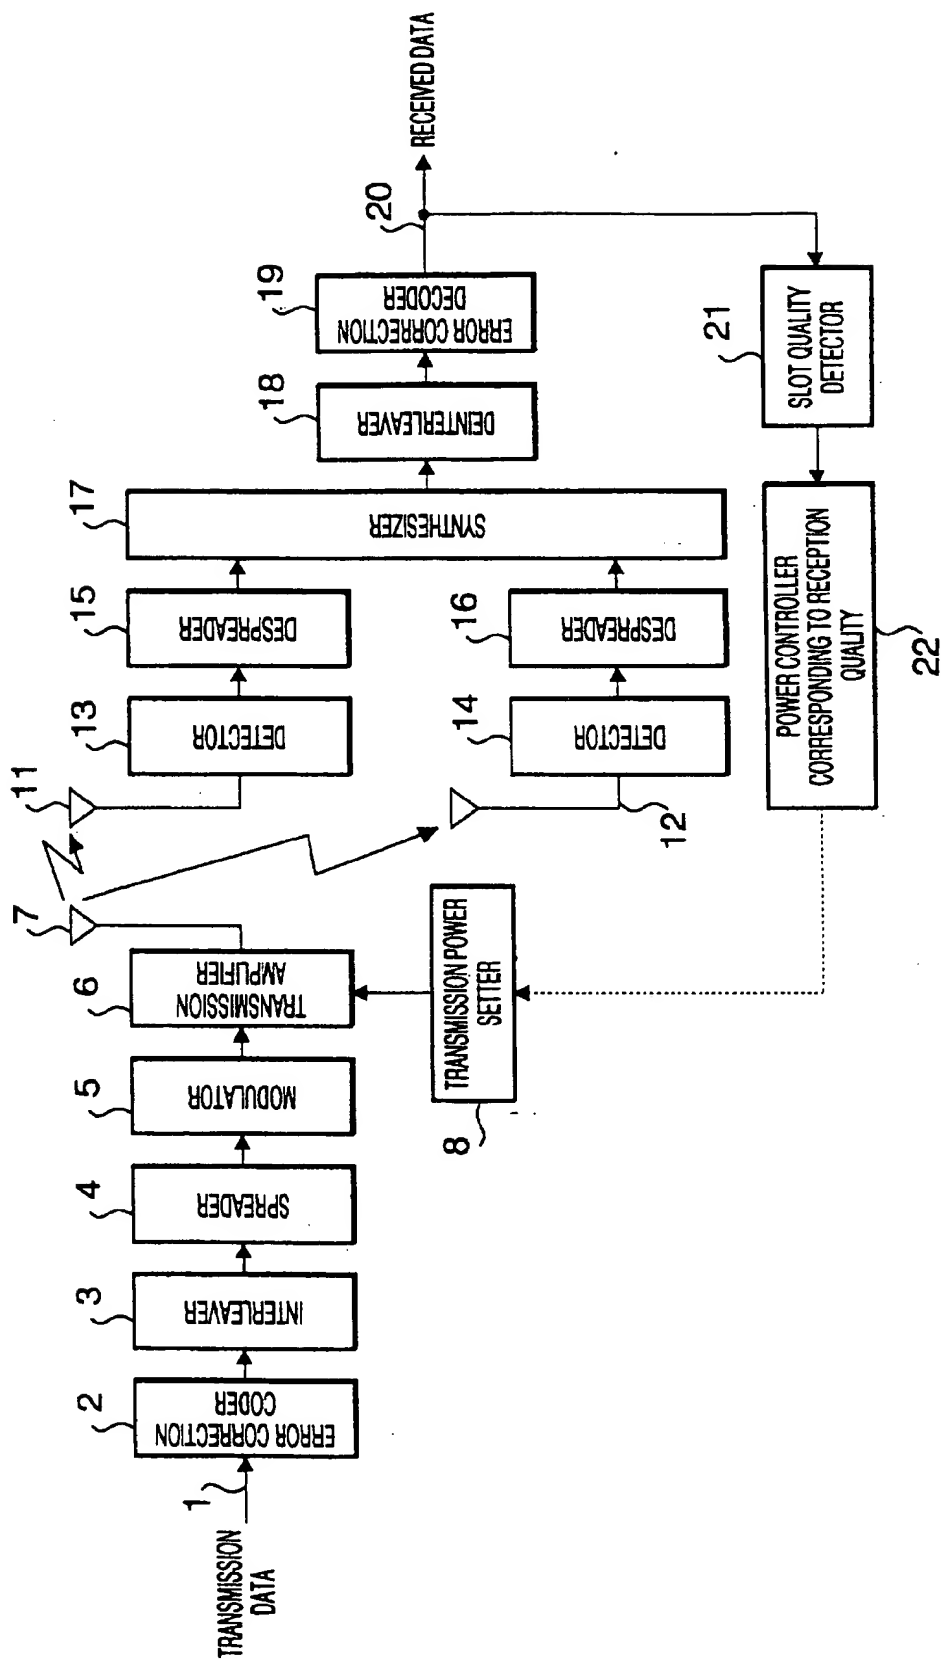 TRANSMISSION
DATA
1
2
ERROR CORRECTION
CODER
3
INTERLEAVER
4
SPREADER
5
MODULATOR
6
TRANSMISSION
AMPLIFIER
7
8
TRANSMISSION POWER
SETTER
11
12
13
DETECTOR
14
DETECTOR
15
DESPREADER
16
DESPREADER
17
SYNTHESIZER
18
DEINTERLEAVER
19
ERROR CORRECTION
DECODER
20
RECEIVED DATA
21
SLOT QUALITY
DETECTOR
POWER CONTROLLER
CORRESPONDING TO RECEPTION
QUALITY
22